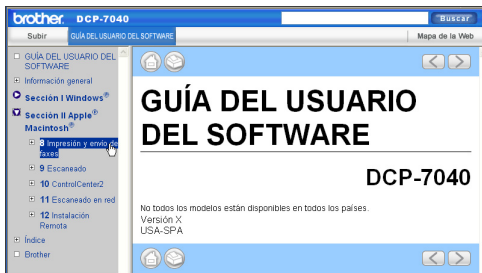 brother. DCP-7040
Buscar
Subir
GUÍA DEL USUARIO DEL SOFTWARE
Mapa de la Web
GUÍA DEL USUARIO DEL
SOFTWARE
Información general
Sección I Windows®
Sección II Apple®
Macintosh®
8 Impresión y envío de
faxes
9 Escaneado
10 ControlCenter2
11 Escaneado en red
12 Instalación
Remota
Índice
Brother
GUÍA DEL USUARIO
DEL SOFTWARE
DCP-7040
No todos los modelos están disponibles en todos los países.
Versión X
USA-SPA